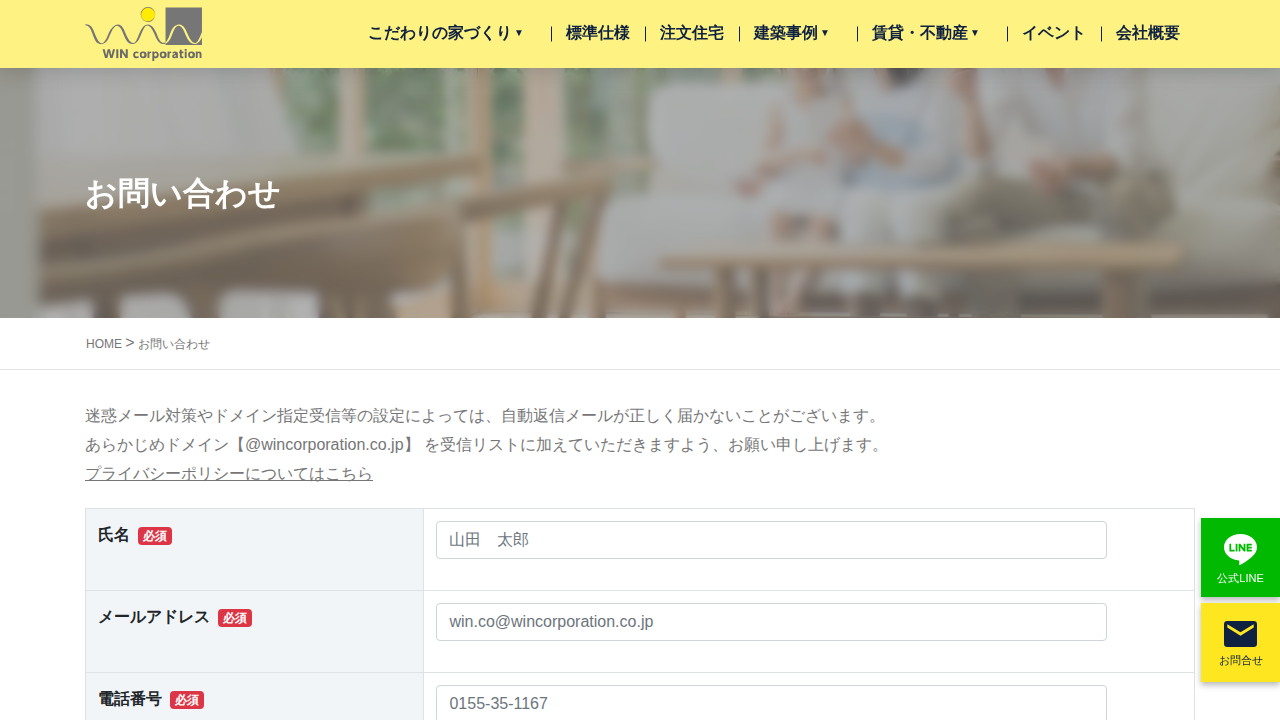 WIN corporation
こだわりの家づくり ▼ | 標準仕様 | 注文住宅 | 建築事例 ▼ | 賃貸・不動産 ▼ | イベント | 会社概要
お問い合わせ
HOME > お問い合わせ
迷惑メール対策やドメイン指定受信等の設定によっては、自動返信メールが正しく届かないことがございます。
あらかじめドメイン【@wincorporation.co.jp】 を受信リストに加えていただきますよう、お願い申し上げます。
プライバシーポリシーについてはこちら
氏名 必須
山田　太郎
メールアドレス 必須
win.co@wincorporation.co.jp
電話番号 必須
0155-35-1167
LINE
公式LINE
お問合せ